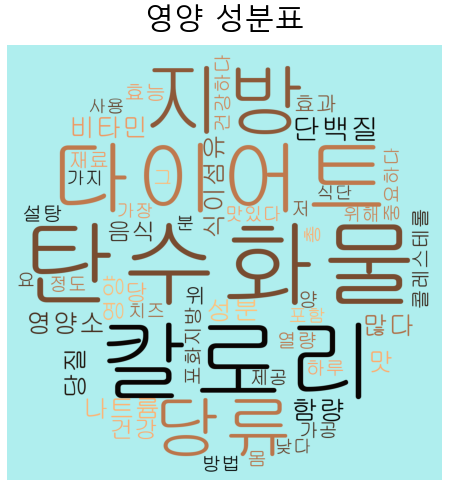 영양 성분표
지방
건강하다
효능
효과
사용
비타민
단백질
재료
다이어트
식이섬유
가지
그
식단
중요하다
가장
맛있다
저
위해
설탕
음식
분
총
콜레스테롤
탄수화물
요
정도
영향
당
치즈
위
양
성분
포함
영양소
많다
포화지방
칼로리
열량
맛
당질
제공
하루
나트륨
당류
함량
건강
가공
낮다
방법
몸